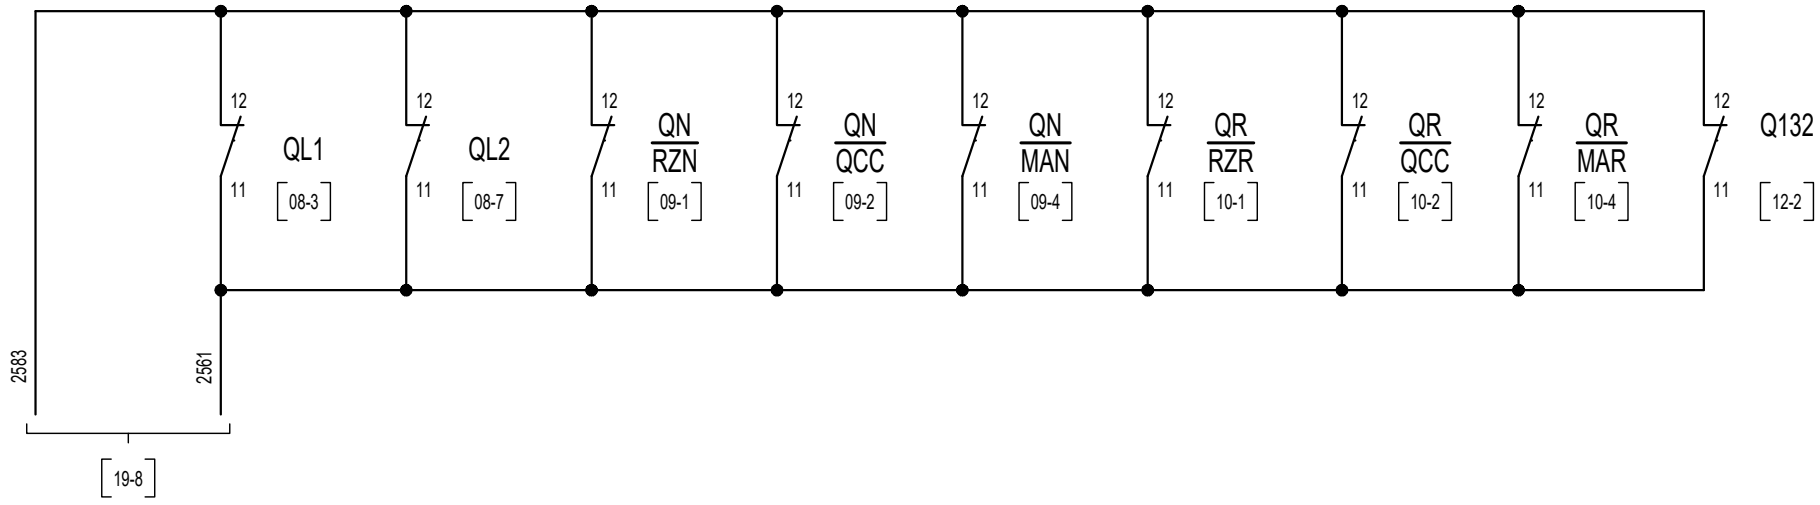 12 12 12 12 12 12 12 12 12
QL1 QL2 QN QN QN QR QR QR Q132
RZN QCC MAN RZR QCC MAR
11 11 11 11 11 11 11 11 11
08-3 08-7 09-1 09-2 09-4 10-1 10-2 10-4 12-2
2583 2561
19-8